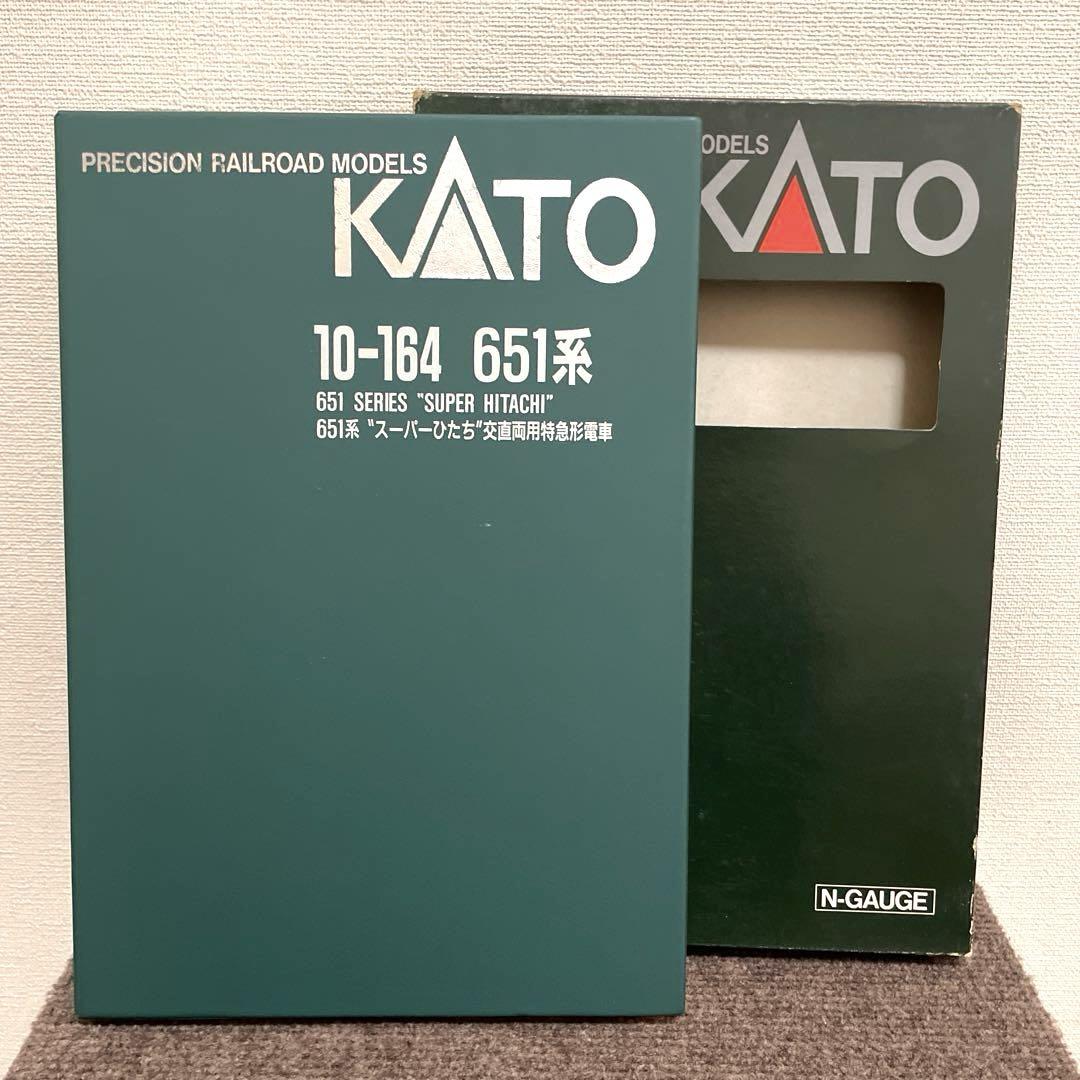 PRECISION RAILROAD MODELS
KATO
10-164 651系
651 SERIES "SUPER HITACHI"
651系 "スーパーひたち"交直両用特急形電車
ODELS
KATO
N-GAUGE